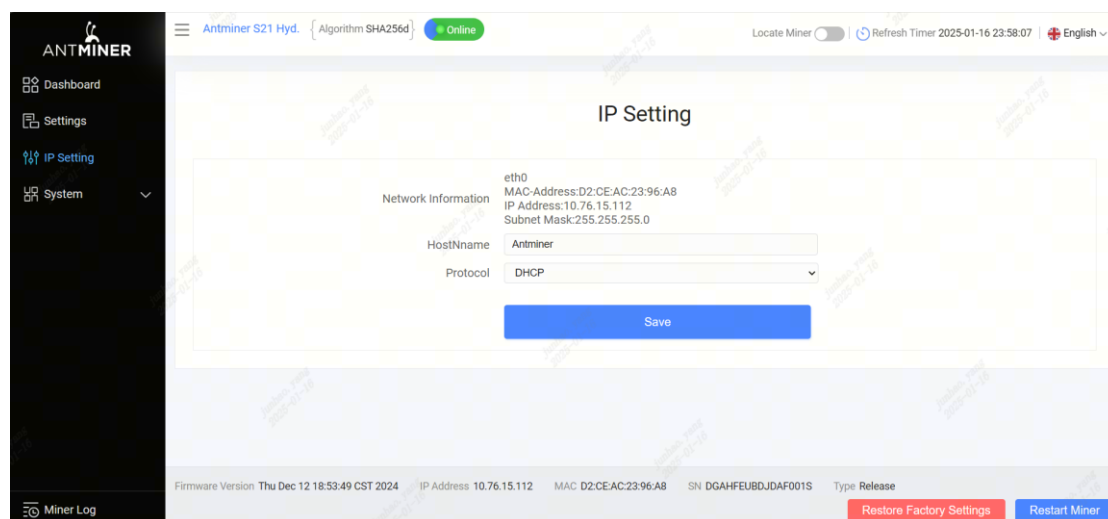 ANTMINER
Antminer S21 Hyd. { Algorithm SHA256d } Online
Locate Miner Refresh Timer 2025-01-16 23:58:07 English
Dashboard
Settings
IP Setting
System
IP Setting
Network Information
eth0
MAC-Address:D2:CE:AC:23:96:A8
IP Address:10.76.15.112
Subnet Mask:255.255.255.0
HostNname Antminer
Protocol DHCP
Save
Firmware Version Thu Dec 12 18:53:49 CST 2024 IP Address 10.76.15.112 MAC D2:CE:AC:23:96:A8 SN DGAHFEUBDJDAF001S Type Release
Miner Log
Restore Factory Settings Restart Miner